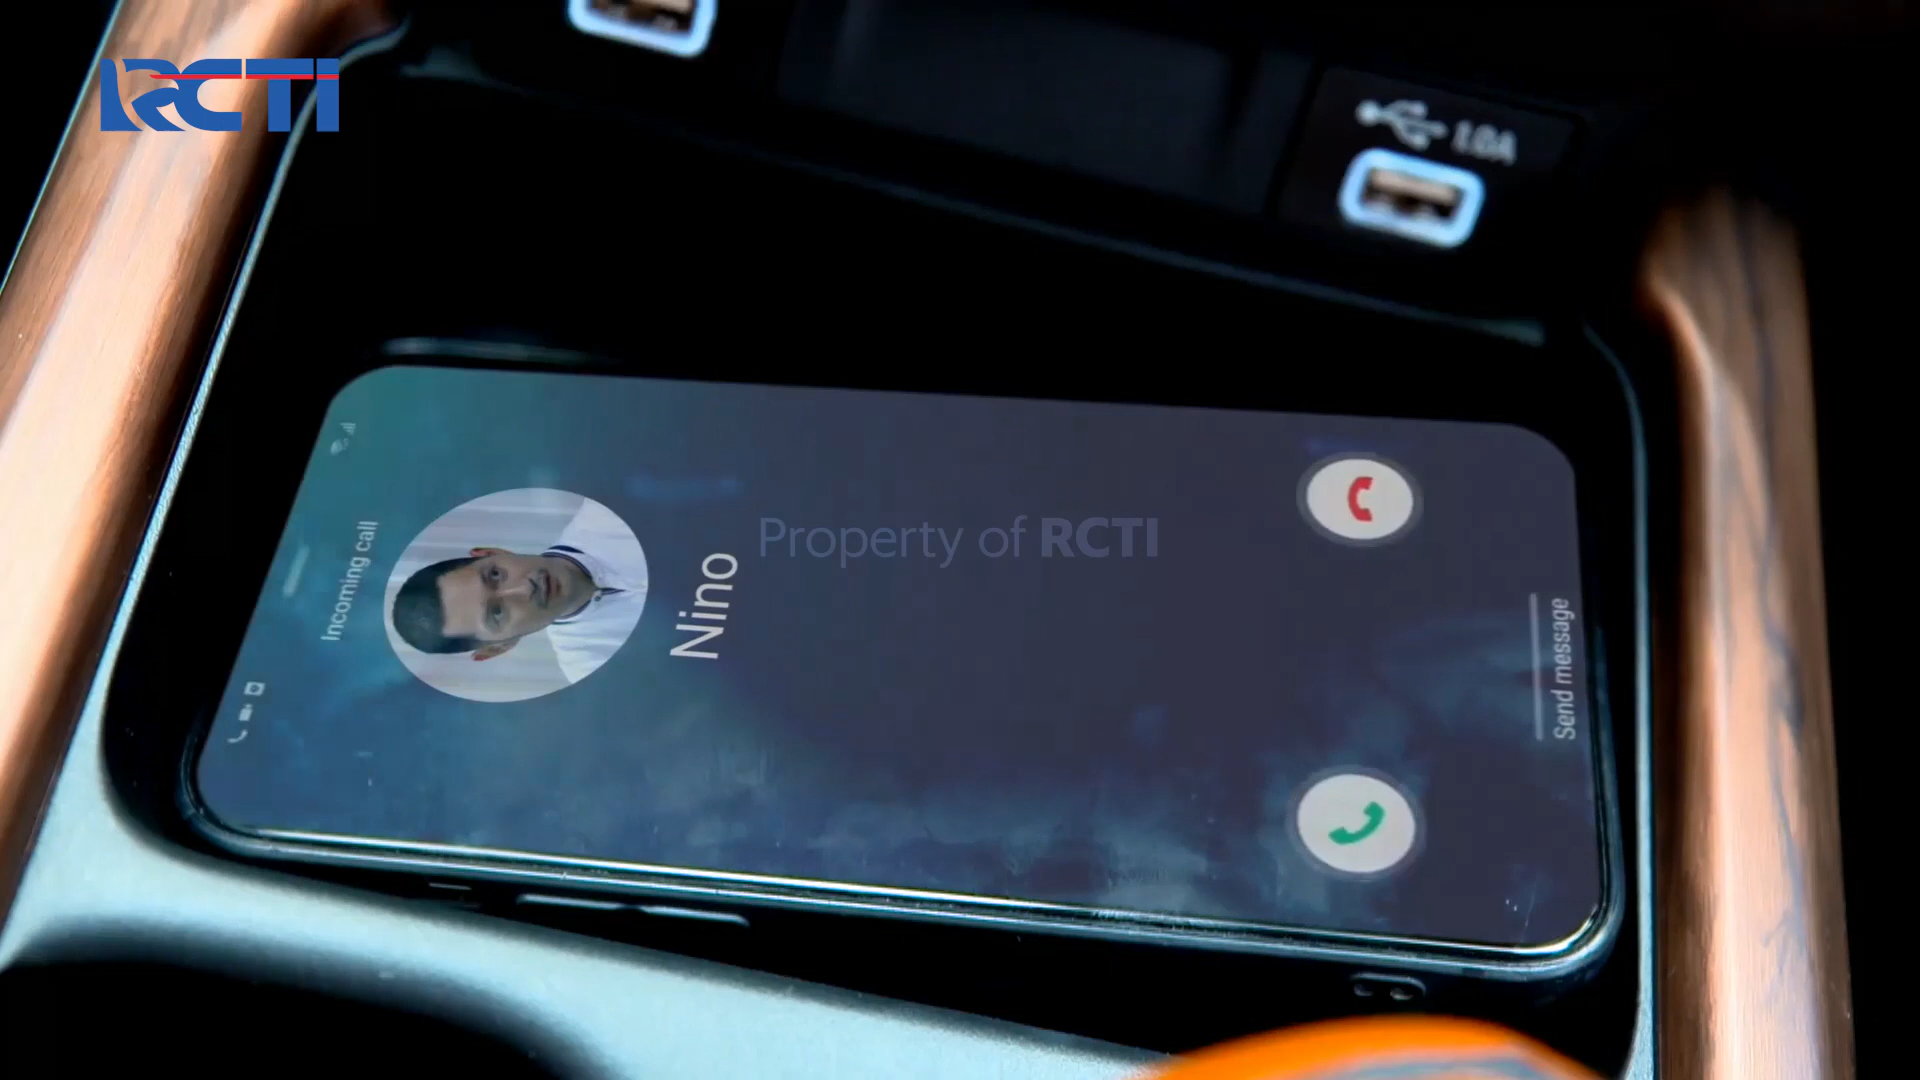 RCTI
1.0A
Incoming call
Nino
Property of RCTI
Send message